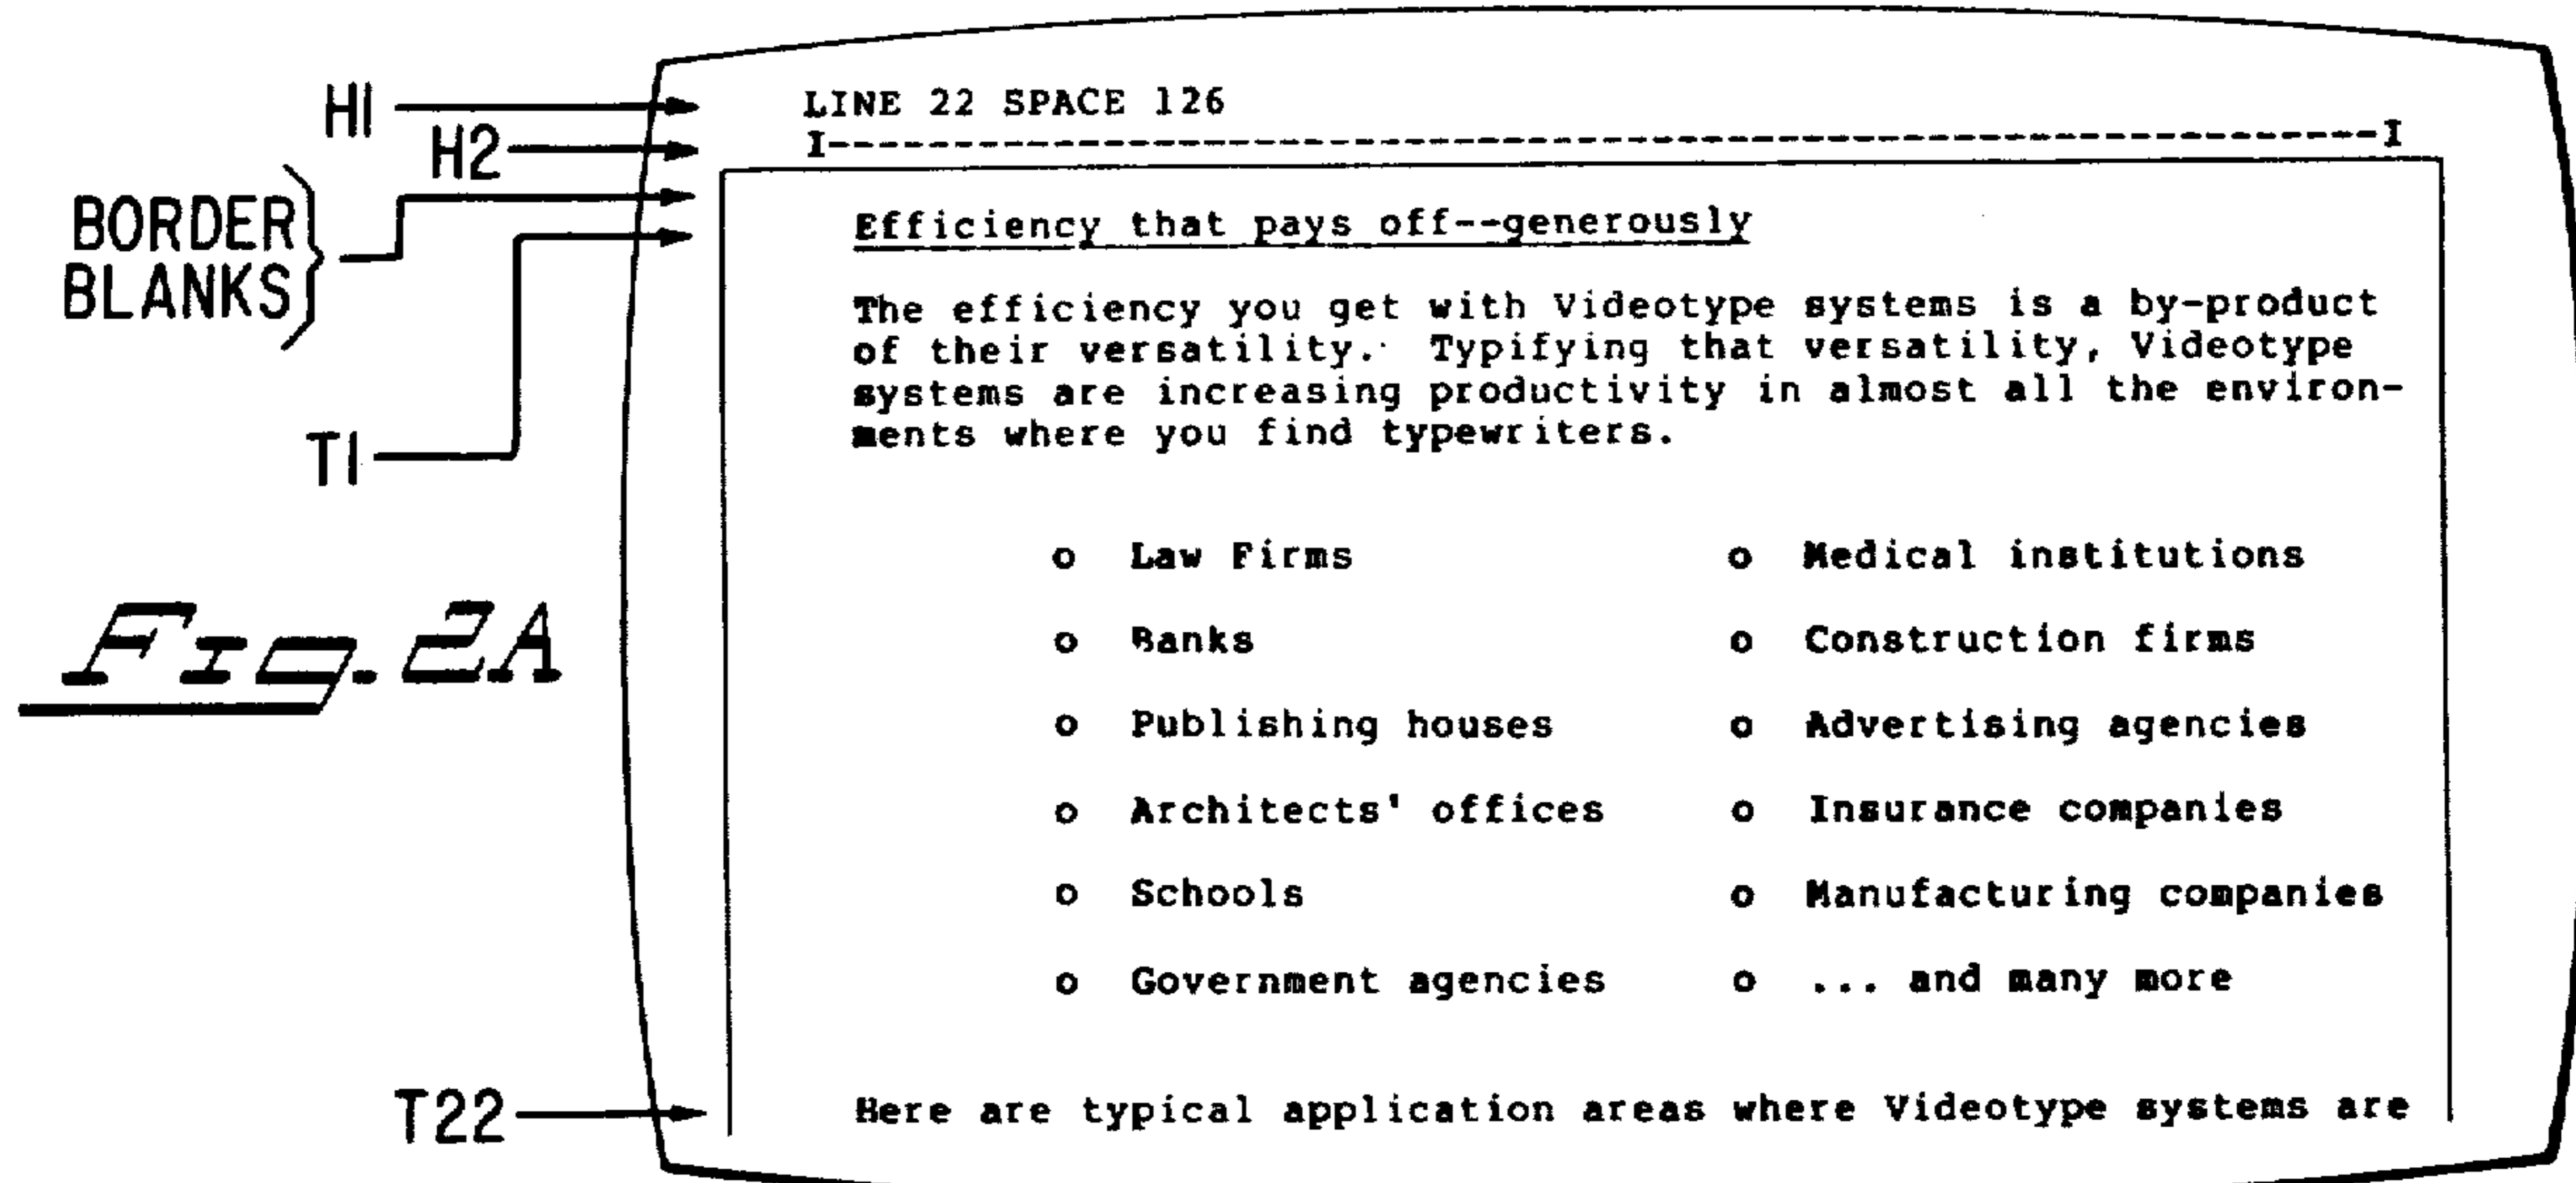 H1
LINE 22 SPACE 126
H2
I--------------------------------------------------------------I
BORDER
BLANKS
Efficiency that pays off--generously
The efficiency you get with Videotype systems is a by-product
of their versatility. Typifying that versatility, Videotype
systems are increasing productivity in almost all the environ-
ments where you find typewriters.
T1
o Law Firms o Medical institutions
Fig. 2A
o Banks o Construction firms
o Publishing houses o Advertising agencies
o Architects' offices o Insurance companies
o Schools o Manufacturing companies
o Government agencies o ... and many more
T22
Here are typical application areas where Videotype systems are